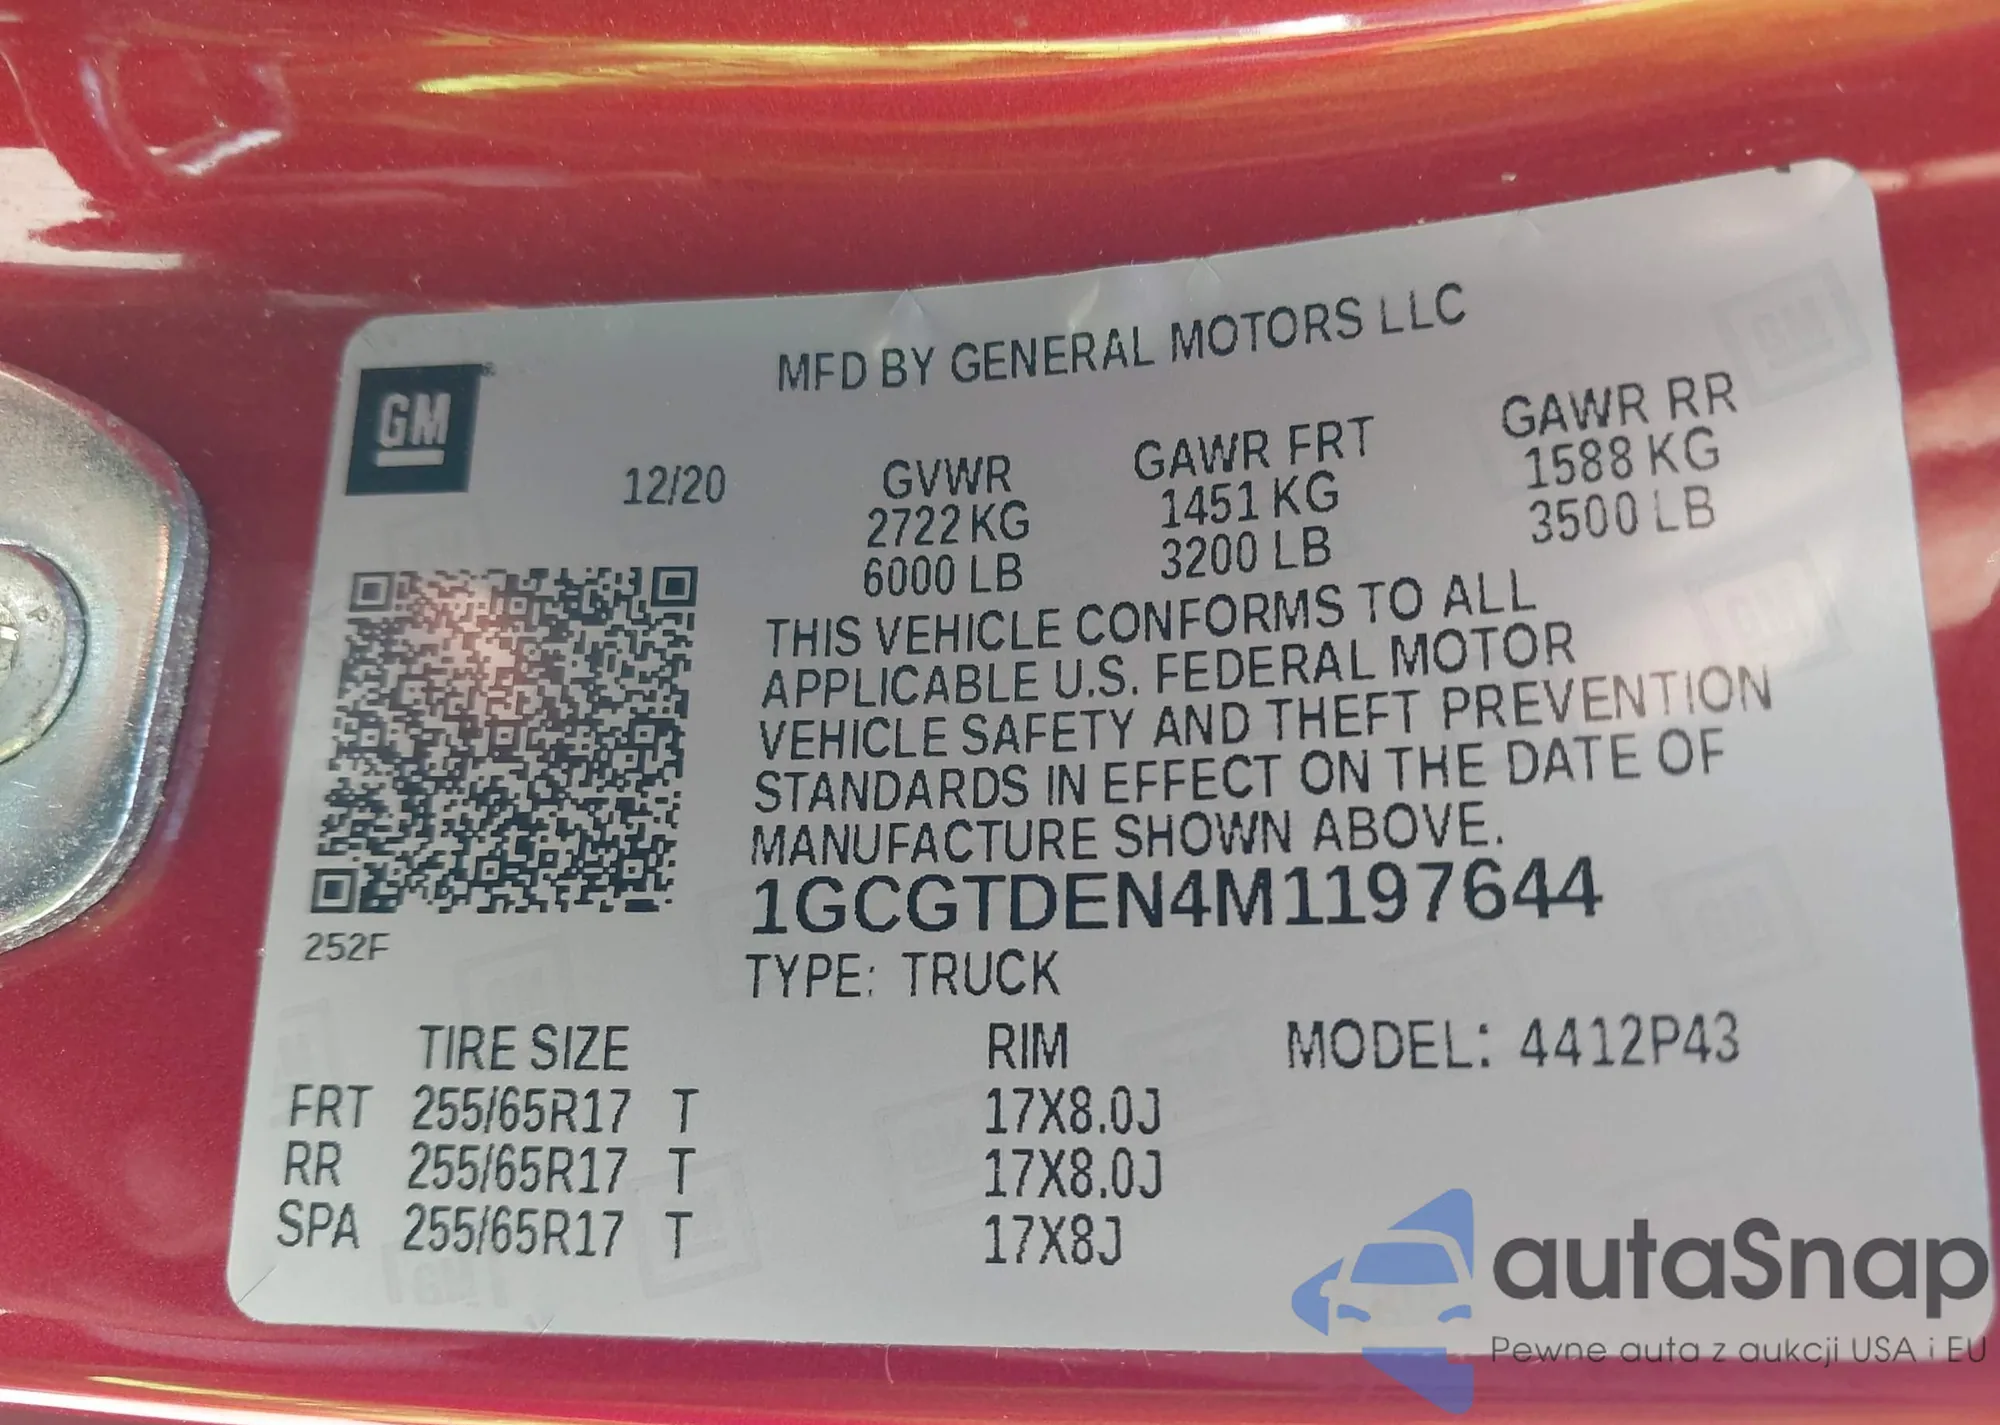 MFD BY GENERAL MOTORS LLC
GM
12/20
GVWR
2722 KG
6000 LB
GAWR FRT
1451 KG
3200 LB
GAWR RR
1588 KG
3500 LB
THIS VEHICLE CONFORMS TO ALL
APPLICABLE U.S. FEDERAL MOTOR
VEHICLE SAFETY AND THEFT PREVENTION
STANDARDS IN EFFECT ON THE DATE OF
MANUFACTURE SHOWN ABOVE.
1GCGTDEN4M1197644
252F
TYPE: TRUCK
TIRE SIZE RIM MODEL: 4412P43
FRT 255/65R17 T 17X8.0J
RR 255/65R17 T 17X8.0J
SPA 255/65R17 T 17X8J
autaSnap
Pewne auta z aukcji USA i EU